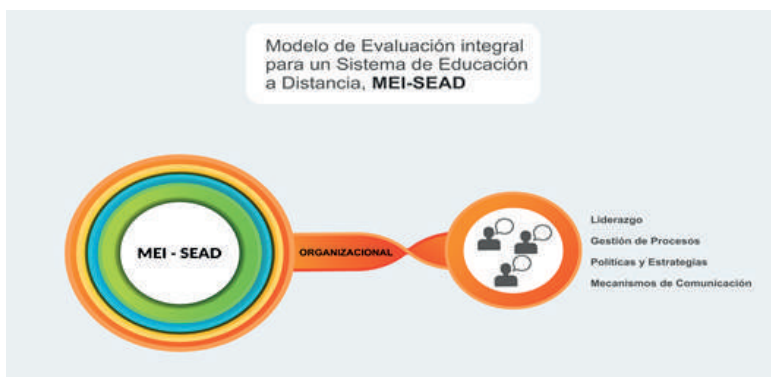 Modelo de Evaluación integral
para un Sistema de Educación
a Distancia, MEI-SEAD
MEI - SEAD
ORGANIZACIONAL
Liderazgo
Gestión de Procesos
Políticas y Estrategias
Mecanismos de Comunicación